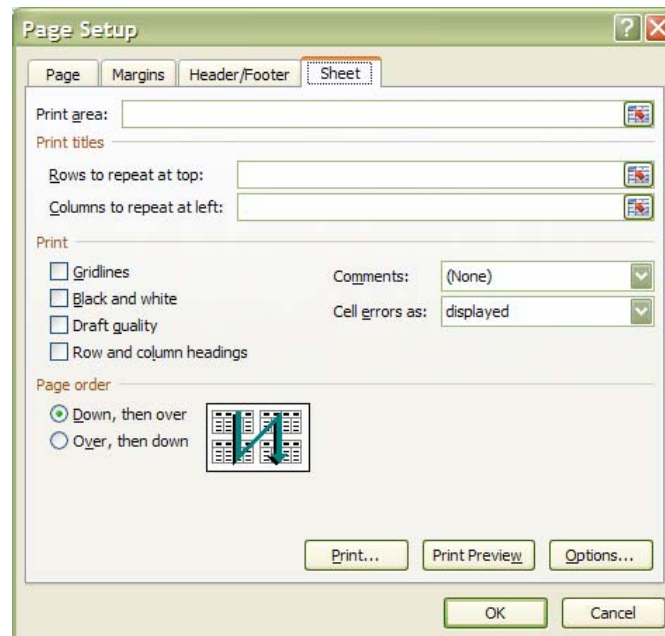 Page Setup
Page Margins Header/Footer Sheet
Print area:
Print titles
Rows to repeat at top:
Columns to repeat at left:
Print
Gridlines
Comments: (None)
Black and white
Cell errors as: displayed
Draft quality
Row and column headings
Page order
Down, then over
Over, then down
Print... Print Preview Options...
OK Cancel